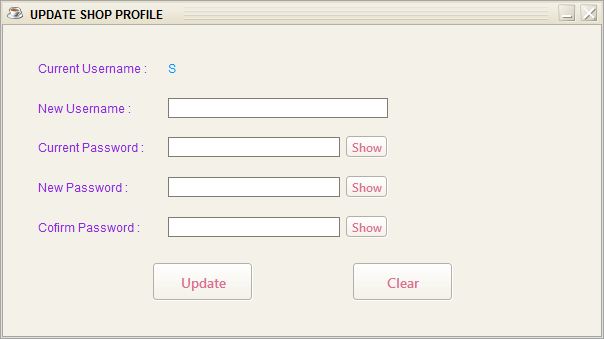 UPDATE SHOP PROFILE
Current Username : S
New Username :
Current Password : Show
New Password : Show
Cofirm Password : Show
Update Clear